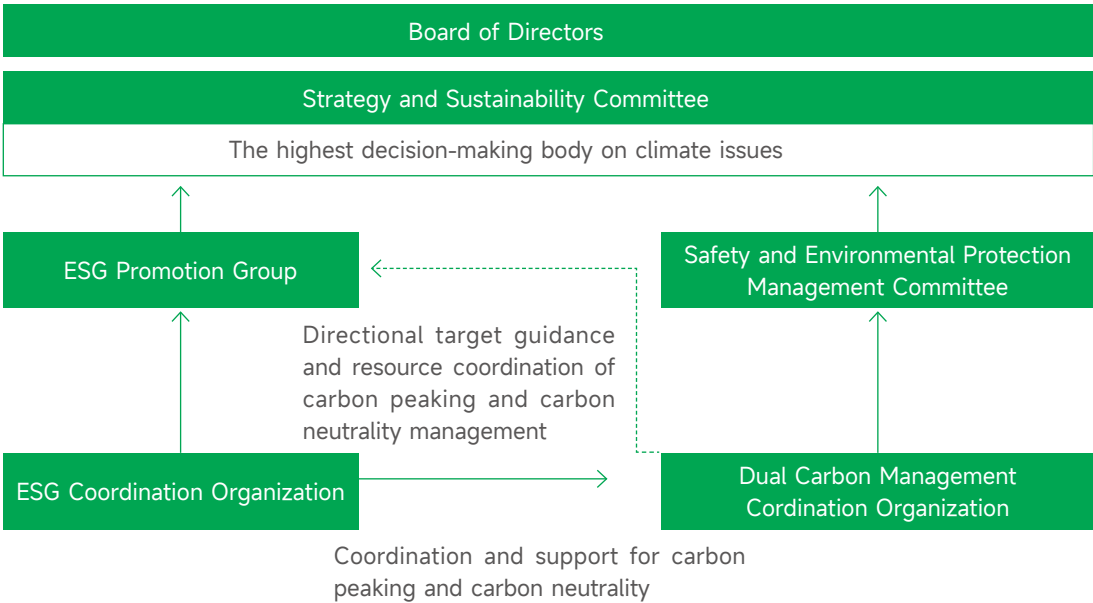 Board of Directors
Strategy and Sustainability Committee
The highest decision-making body on climate issues
ESG Promotion Group
Safety and Environmental Protection
Management Committee
Directional target guidance
and resource coordination of
carbon peaking and carbon
neutrality management
ESG Coordination Organization
Dual Carbon Management
Cordination Organization
Coordination and support for carbon
peaking and carbon neutrality